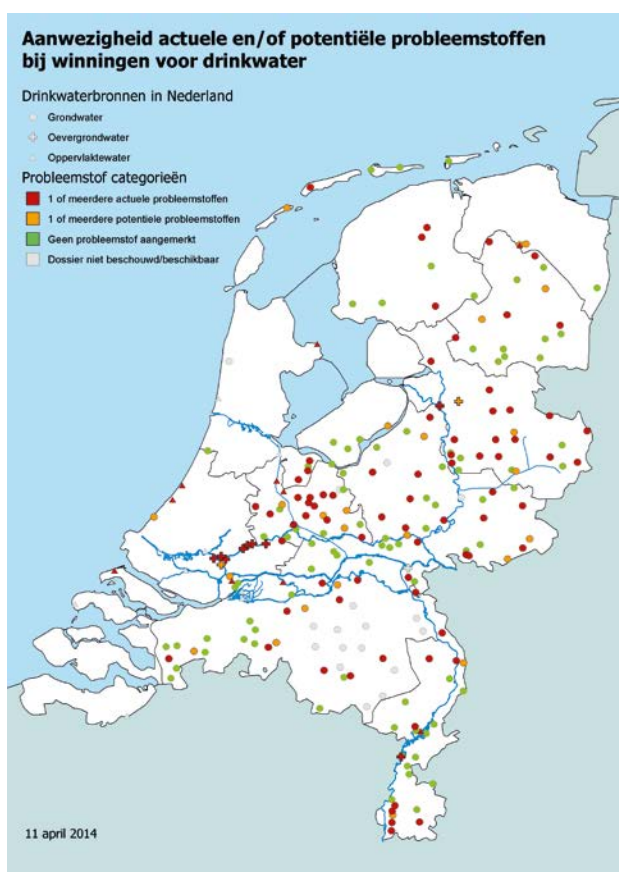 Aanwezigheid actuele en/of potentiële probleemstoffen
bij winningen voor drinkwater
Drinkwaterbronnen in Nederland
Grondwater
Oevergrondwater
Oppervlaktewater
Probleemstof categorieën
1 of meerdere actuele probleemstoffen
1 of meerdere potentiele probleemstoffen
Geen probleemstof aangemerkt
Dossier niet beschouwd/beschikbaar
11 april 2014